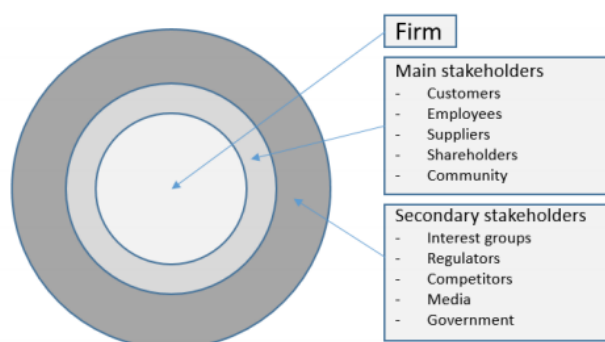 Firm
Main stakeholders
- Customers
- Employees
- Suppliers
- Shareholders
- Community
Secondary stakeholders
- Interest groups
- Regulators
- Competitors
- Media
- Government